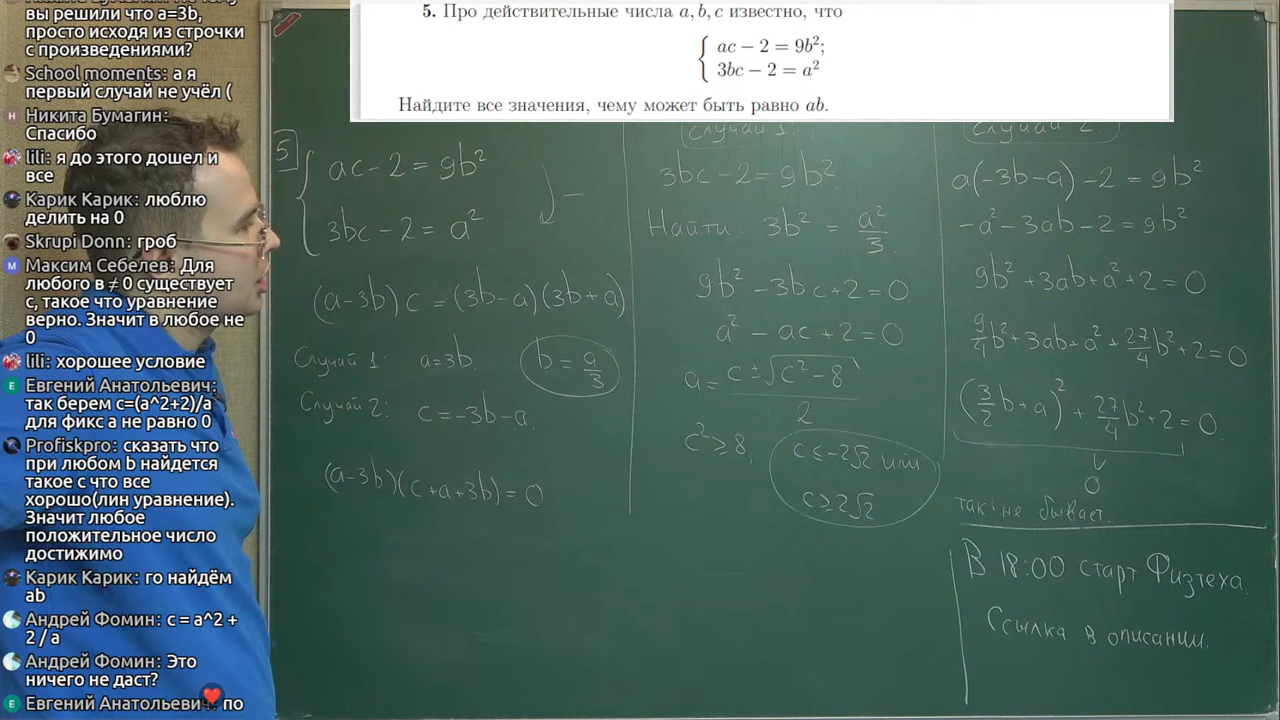 вы решили что a=3b,
просто исходя из строчки
с произведениями?
School moments: а я
первый случай не учёл (
Никита Бумагин:
Спасибо
lili: я до этого дошел и
все
Карик Карик: люблю
делить на 0
Skrupi Donn: гроб
Максим Себелев: Для
любого в ≠ 0 существует
с, такое что уравнение
верно. Значит в любое не
0
lili: хорошее условие
Евгений Анатольевич:
так берем c=(a^2+2)/a
для фикс а не равно 0
Profiskpro: сказать что
при любом b найдется
такое с что все
хорошо(лин уравнение).
Значит любое
положительное число
достижимо
Карик Карик: го найдём
ab
Андрей Фомин: c = a^2 +
2 / a
Андрей Фомин: Это
ничего не даст?
Евгений Анатольевич: по
5. Про действительные числа a, b, c известно, что
ac − 2 = 9b²;
3bc − 2 = a²
Найдите все значения, чему может быть равно ab.
5
ac − 2 = 9b²
3bc − 2 = a²
−
(a−3b)c = (3b−a)(3b+a)
Случай 1: a=3b.
b = a/3
Случай 2: c = −3b−a.
(a−3b)(c+a+3b) = 0
Случай 1:
3bc − 2 = 9b².
Найти: 3b² = a²/3.
9b² − 3bc + 2 = 0
a² − ac + 2 = 0
a = (c ± √(c² − 8))/2
c² ≥ 8.
c ≤ −2√2 или
c ≥ 2√2
Случай 2:
a(−3b−a) − 2 = 9b²
−a² − 3ab − 2 = 9b²
9b² + 3ab + a² + 2 = 0
9/4 b² + 3ab + a² + 27/4 b² + 2 = 0
(3/2 b + a)² + 27/4 b² + 2 = 0.
∨
0
так не бывает.
В 18:00 старт Физтеха.
Ссылка в описании.